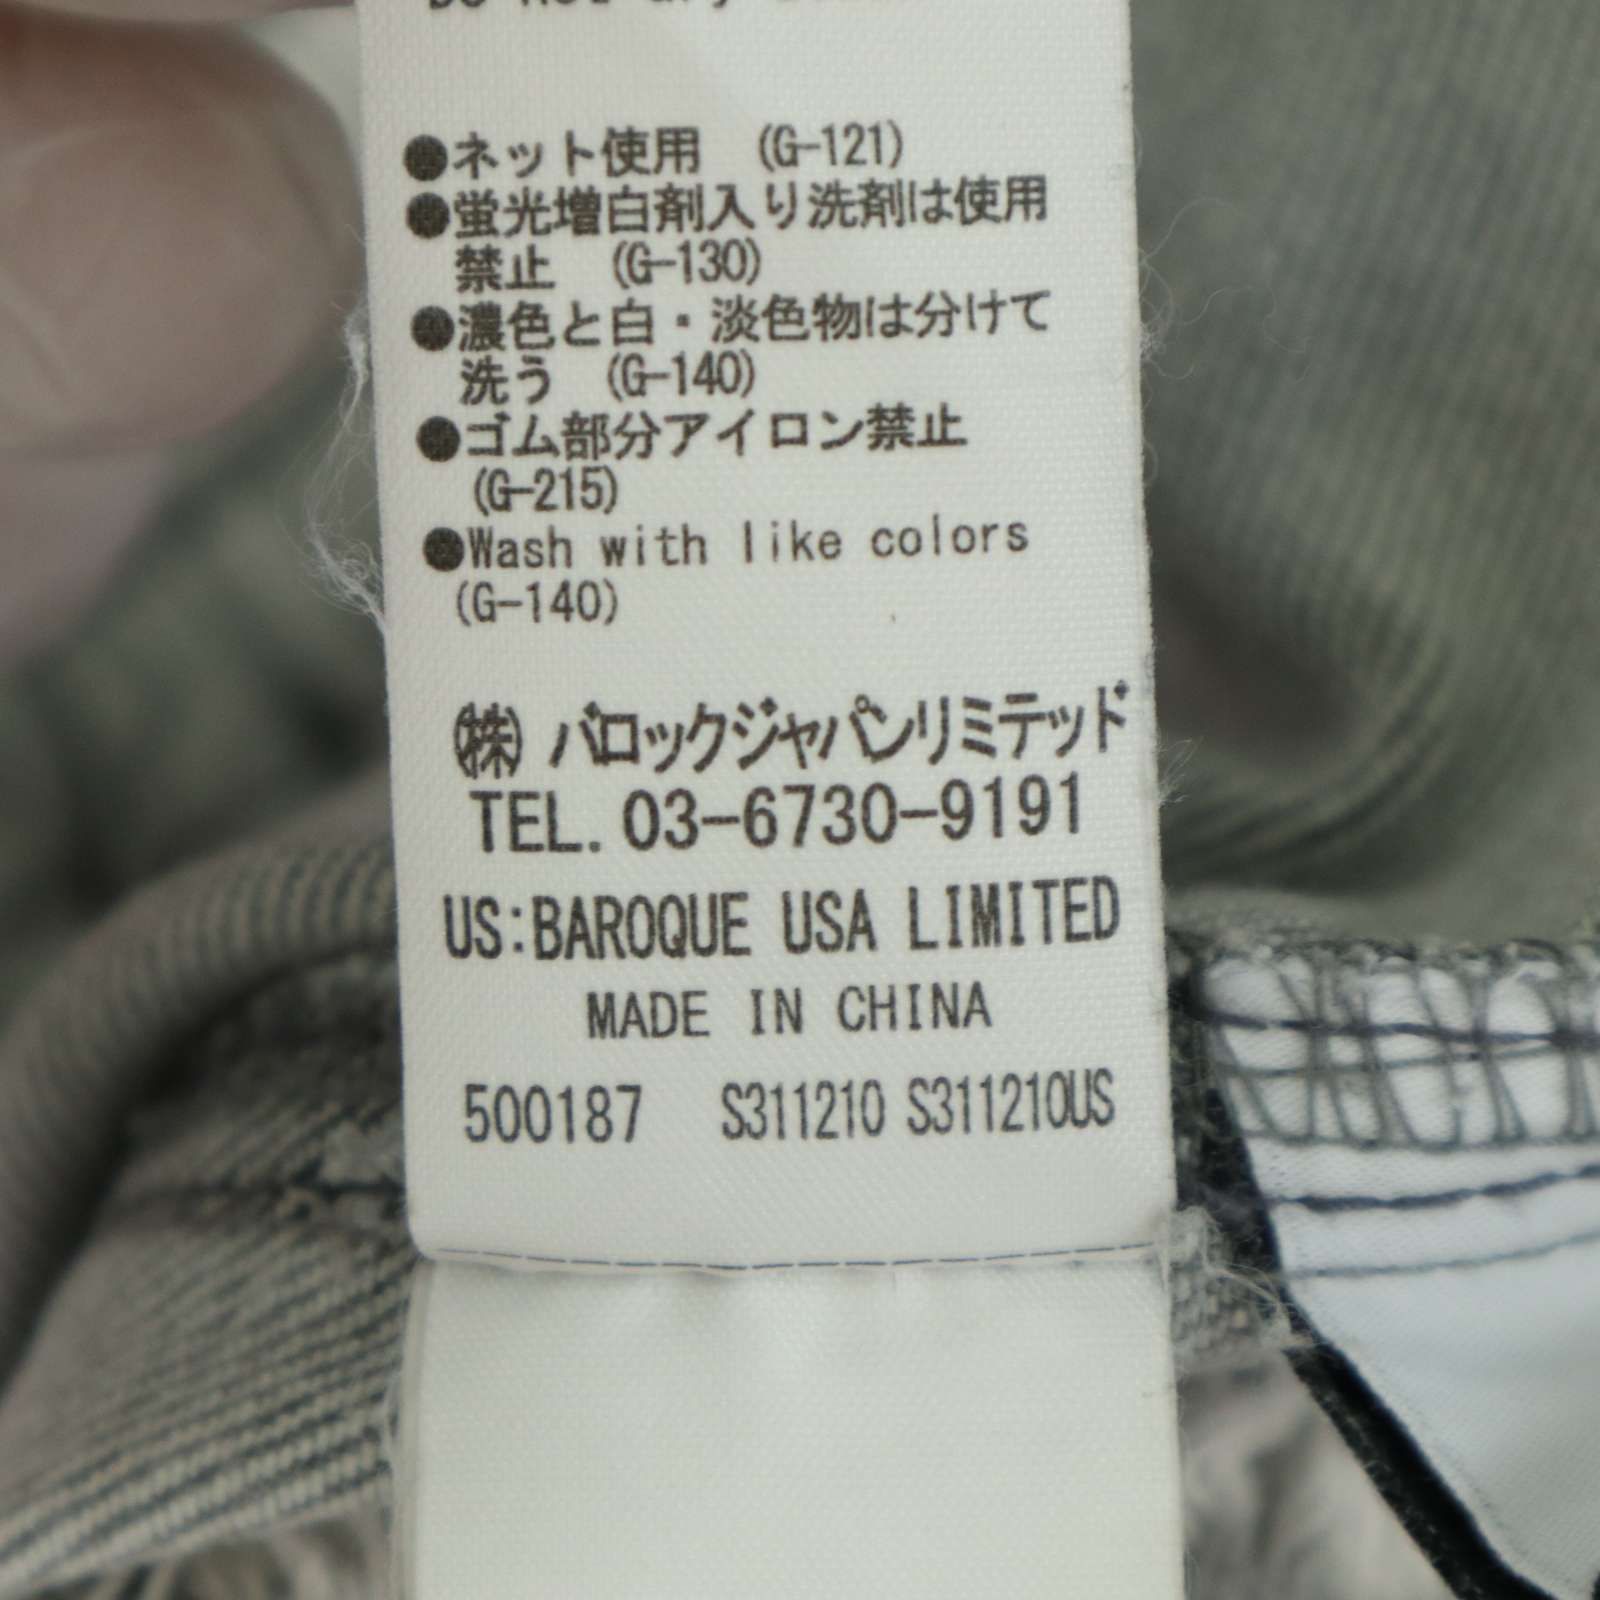 ●ネット使用 (G-121)
●蛍光増白剤入り洗剤は使用
禁止 (G-130)
●濃色と白・淡色物は分けて
洗う (G-140)
●ゴム部分アイロン禁止
(G-215)
●Wash with like colors
(G-140)
㈱ バロックジャパンリミテッド
TEL. 03-6730-9191
US:BAROQUE USA LIMITED
MADE IN CHINA
500187 S311210 S311210US